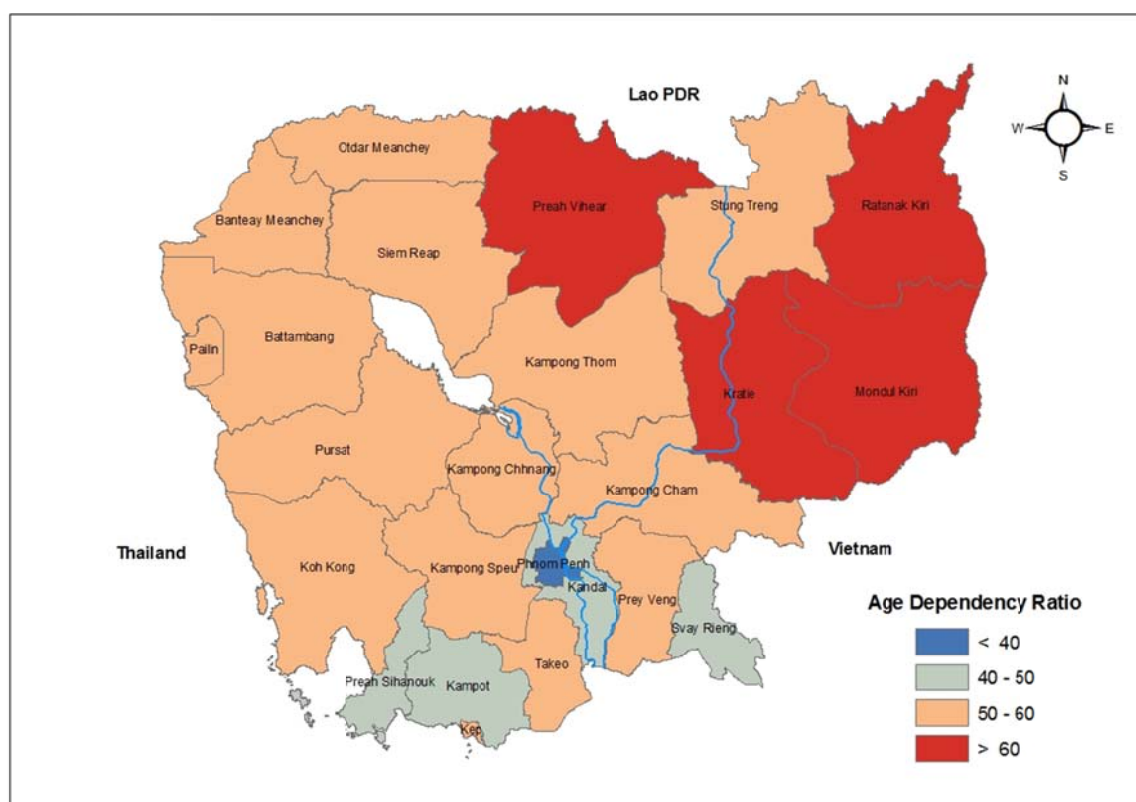 N
Lao PDR
W
E
S
Otdar Meanchey
Preah Vihear
Stung Treng
Ratanak Kiri
Banteay Meanchey
Siem Reap
Battambang
Pailin
Kampong Thom
Kratie
Mondul Kiri
Pursat
Kampong Chhnang
Kampong Cham
Thailand
Vietnam
Koh Kong
Kampong Speu
Phnom Penh
Kandal
Prey Veng
Svay Rieng
Takeo
Preah Sihanouk
Kampot
Kep
Age Dependency Ratio
< 40
40 - 50
50 - 60
> 60